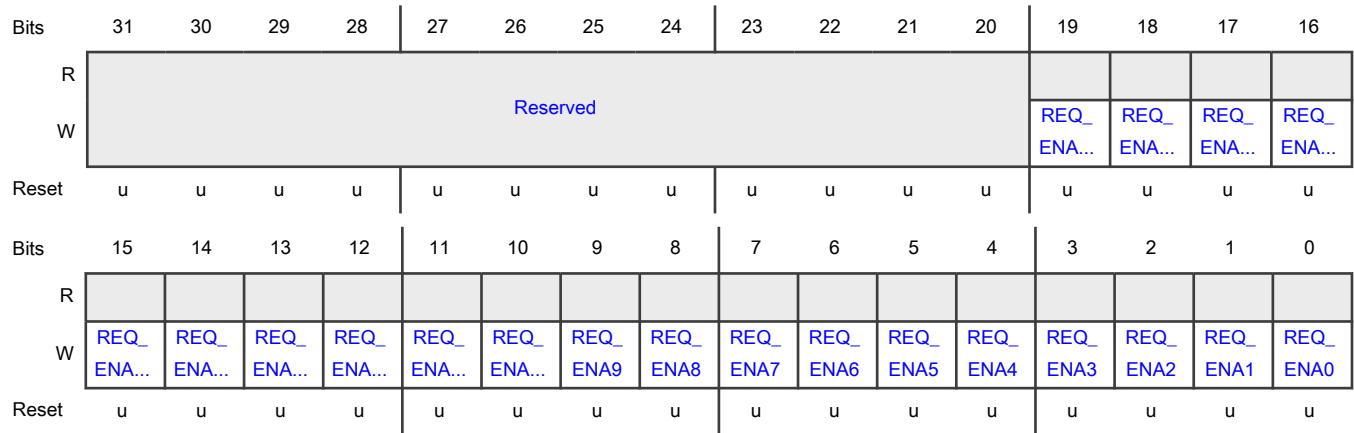 Bits 31 30 29 28 27 26 25 24 23 22 21 20 19 18 17 16
R
Reserved
W REQ_ REQ_ REQ_ REQ_
ENA... ENA... ENA... ENA...
Reset u u u u u u u u u u u u u u u u
Bits 15 14 13 12 11 10 9 8 7 6 5 4 3 2 1 0
R
W REQ_ REQ_ REQ_ REQ_ REQ_ REQ_ REQ_ REQ_ REQ_ REQ_ REQ_ REQ_ REQ_ REQ_ REQ_ REQ_
ENA... ENA... ENA... ENA... ENA... ENA... ENA9 ENA8 ENA7 ENA6 ENA5 ENA4 ENA3 ENA2 ENA1 ENA0
Reset u u u u u u u u u u u u u u u u